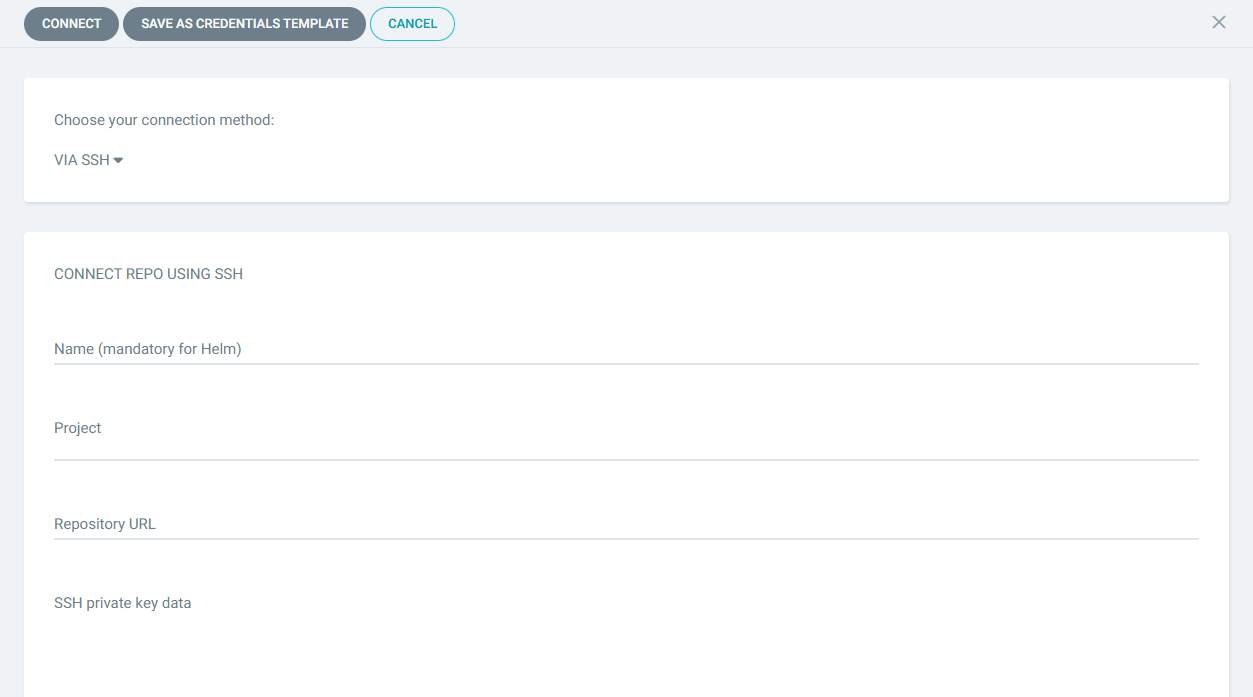 CONNECT SAVE AS CREDENTIALS TEMPLATE CANCEL
Choose your connection method:
VIA SSH
CONNECT REPO USING SSH
Name (mandatory for Helm)
Project
Repository URL
SSH private key data